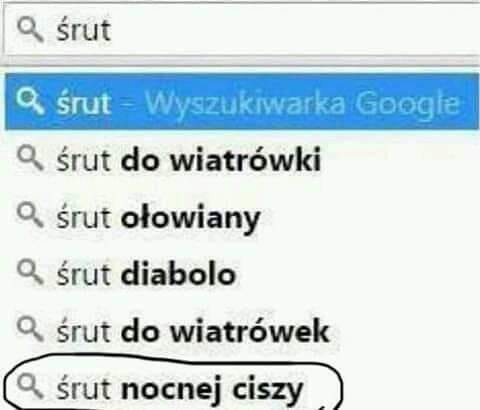 śrut
śrut - Wyszukiwarka Google
śrut do wiatrówki
śrut ołowiany
śrut diabolo
śrut do wiatrówek
śrut nocnej ciszy